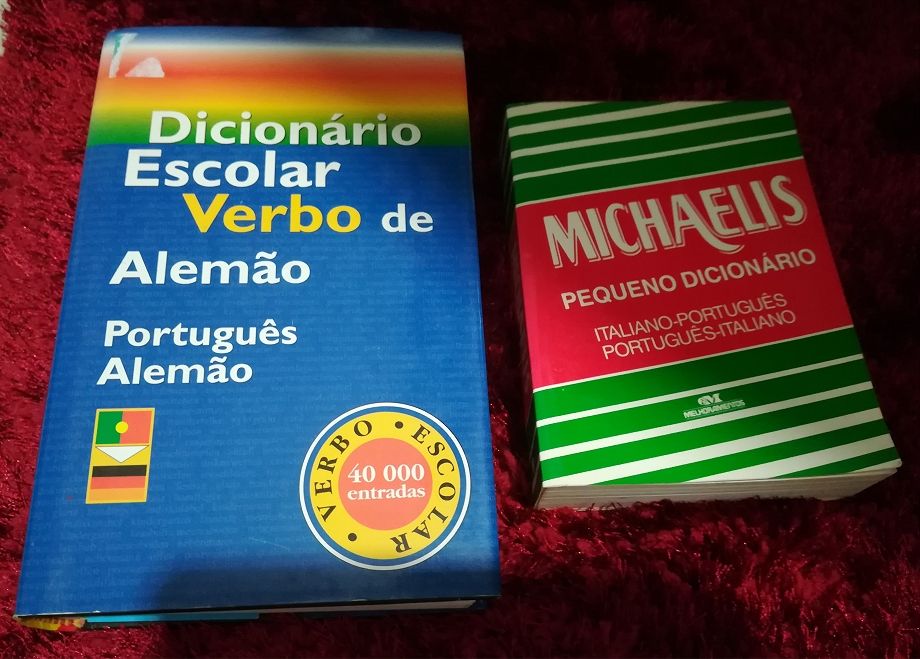 Dicionário
Escolar
Verbo de
Alemão
Português
Alemão
VERBO • ESCOLAR •
40 000
entradas
MICHAELIS
PEQUENO DICIONÁRIO
ITALIANO-PORTUGUÊS
PORTUGUÊS-ITALIANO
MELHORAMENTOS